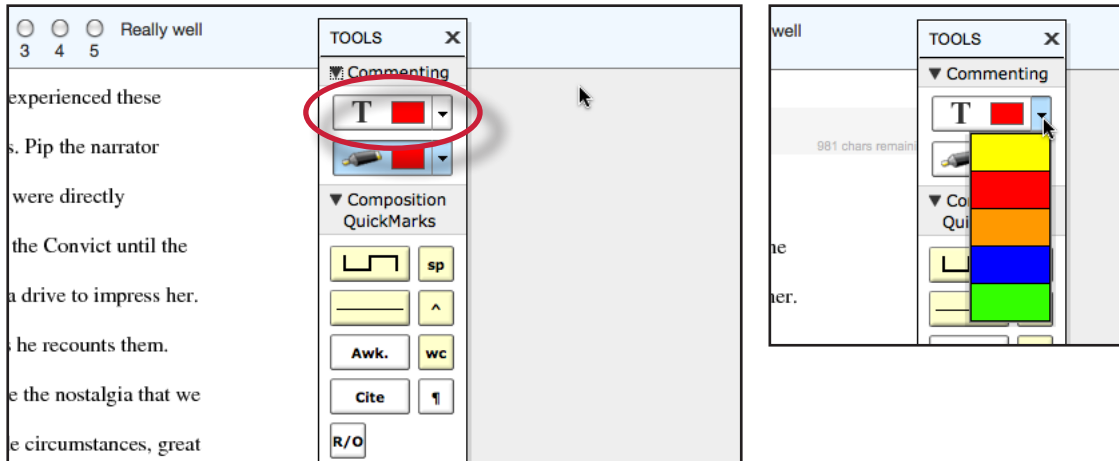 Really well
3 4 5
experienced these
s. Pip the narrator
were directly
the Convict until the
a drive to impress her.
he recounts them.
e the nostalgia that we
e circumstances, great
TOOLS X
Commenting
T
Composition
QuickMarks
sp
^
Awk. wc
Cite ¶
R/O
well
981 chars remaini
ne
her.
TOOLS X
Commenting
T
Co
Qui